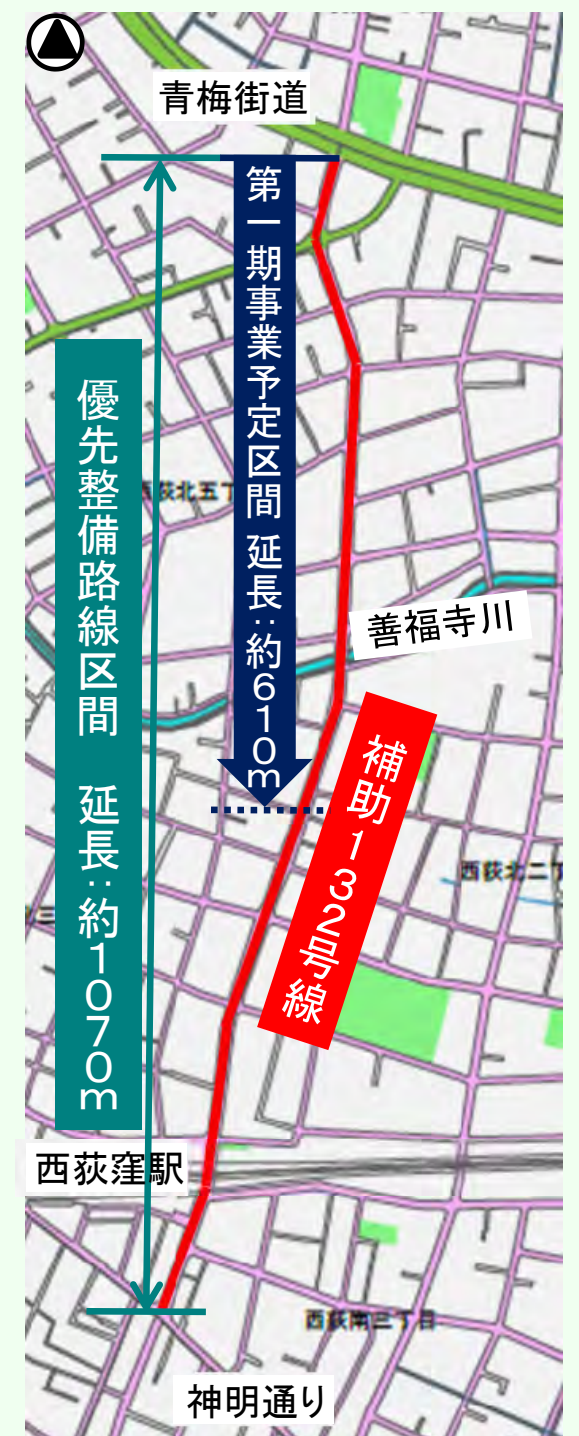 青梅街道
第一期事業予定区間 延長:約610m
優先整備路線区間 延長:約1070m
西荻北五丁
善福寺川
補助132号線
西荻北二丁
三
西荻窪駅
西荻南三丁目
神明通り